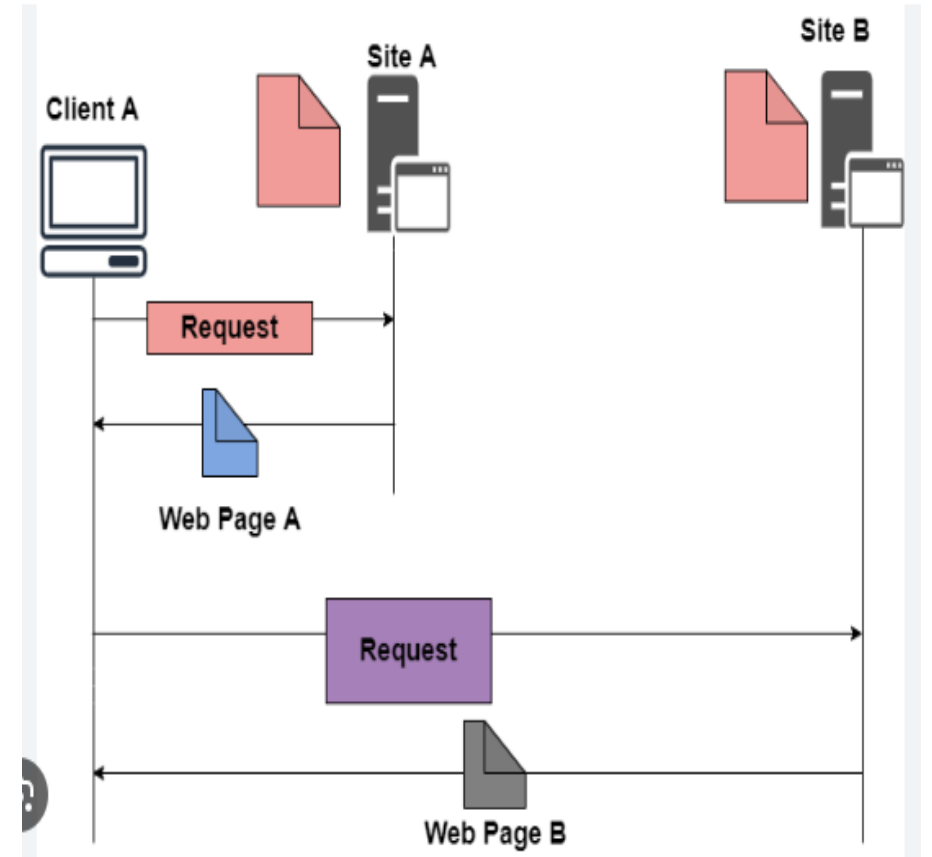 Site B
Site A
Client A
Request
Web Page A
Request
Web Page B